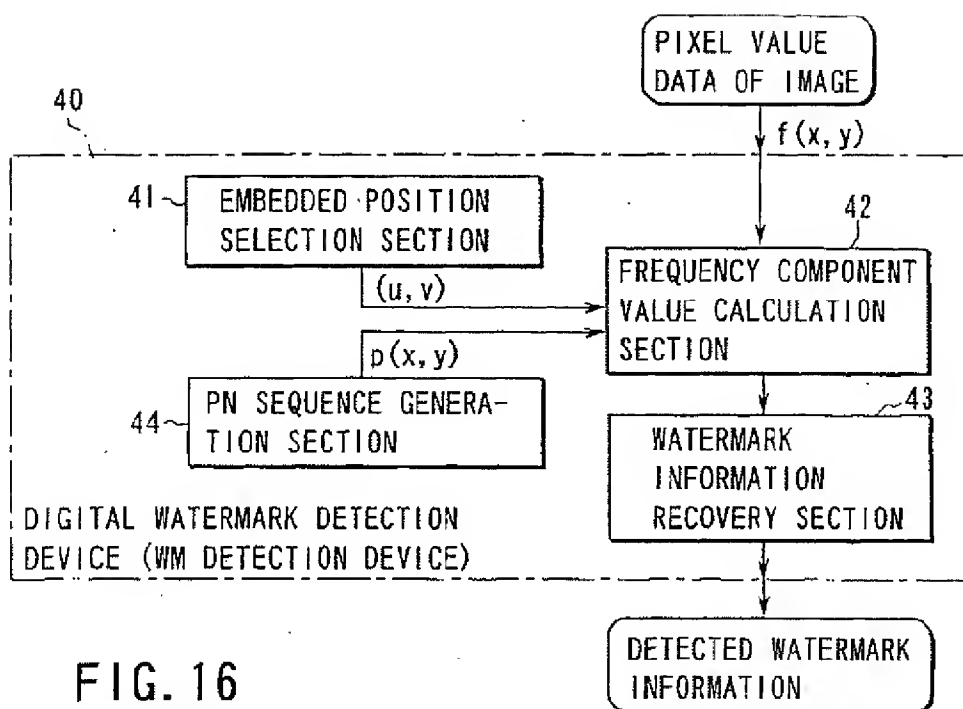 PIXEL VALUE
DATA OF IMAGE
40
f(x, y)
41
EMBEDDED POSITION
SELECTION SECTION
42
(u, v)
FREQUENCY COMPONENT
VALUE CALCULATION
SECTION
p(x, y)
44
PN SEQUENCE GENERA-
TION SECTION
43
WATERMARK
INFORMATION
RECOVERY SECTION
DIGITAL WATERMARK DETECTION
DEVICE (WM DETECTION DEVICE)
DETECTED WATERMARK
INFORMATION
FIG. 16